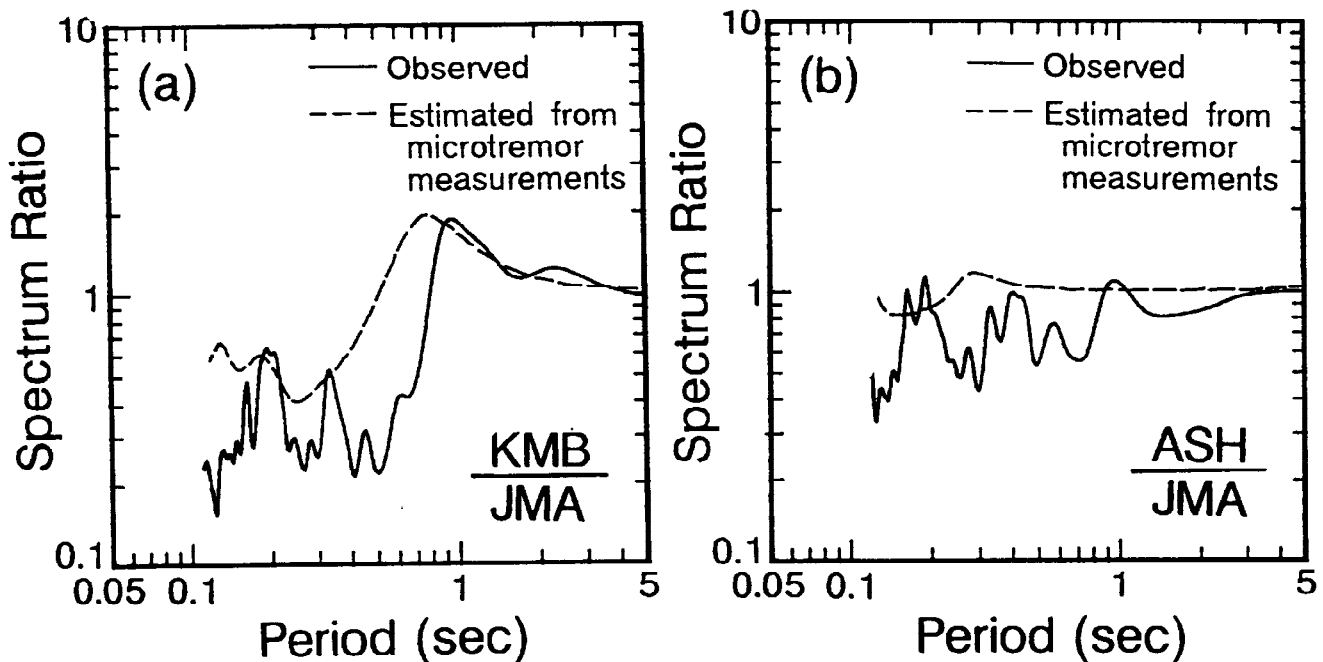 (a)
Observed
Estimated from
microtremor
measurements
Spectrum Ratio
10
1
0.1
KMB
JMA
0.05 0.1 1 5
Period (sec)
(b)
Observed
Estimated from
microtremor
measurements
Spectrum Ratio
10
1
0.1
ASH
JMA
0.05 0.1 1 5
Period (sec)